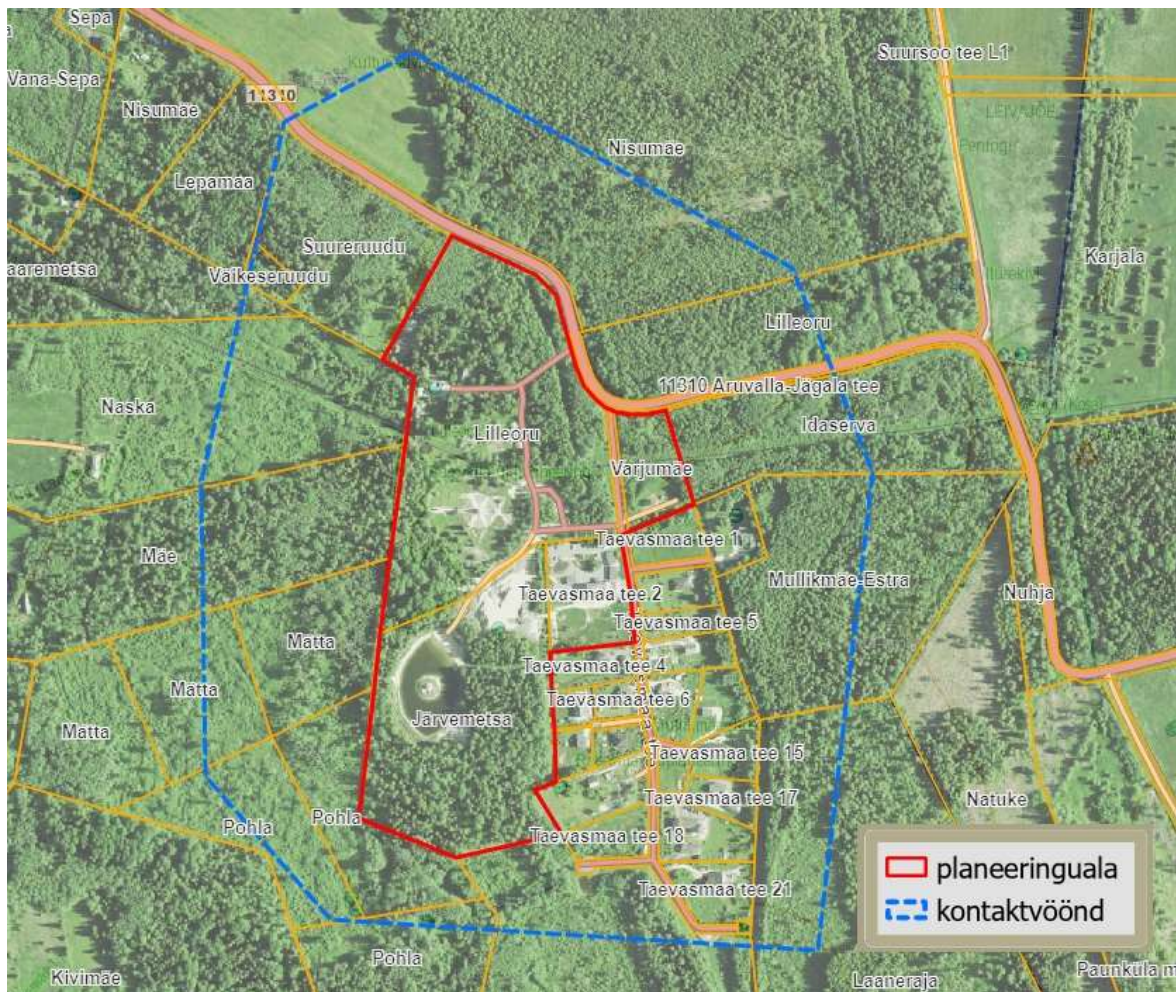 Sepa
Suursoo tee L1
Vana-Sepa
Nisumäe
11310
LEIVAJÕE
Nisumäe
Lepamäa
Suureruudu
Karjala
Väikeseruudu
Lilleoru
11310 Aruvalla-Jägala tee
Naska
Lilleoru
Idaserva
Varjumäe
Taevasmaa tee 1
Mäe
Mullikmäe-Estra
Taevasmaa tee 2
Nuhja
Taevasmaa tee 5
Matta
Taevasmaa tee 4
Matta
Taevasmaa tee 6
Järvemetsa
Matta
Taevasmaa tee 15
Taevasmaa tee 17
Natuke
Pohla
Pohla
Taevasmaa tee 18
planeeringuala
Taevasmaa tee 21
kontaktvöönd
Pohla
Kivimäe
Laaneraja
Paunküla m